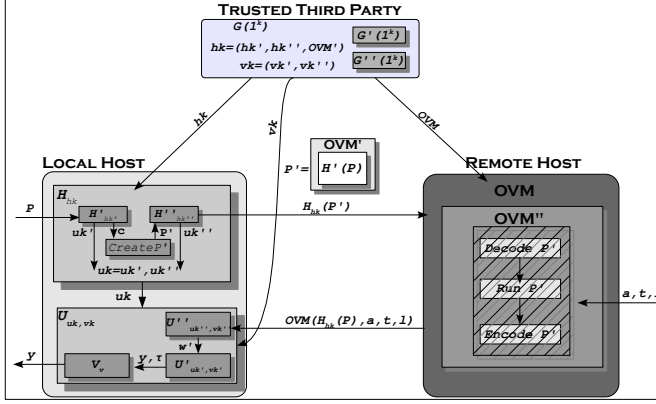 TRUSTED THIRD PARTY
G(1^k)
G'(1^k)
hk=(hk',hk'',OVM')
vk=(vk',vk'')
G''(1^k)
hk
vk
OVM
LOCAL HOST
OVM'
P'=
H'(P)
REMOTE HOST
H_hk
P
H'_hk'
H''_hk''
uk'
c
P'
uk''
CreateP'
uk=uk',uk''
H_hk(P')
OVM
OVM''
Decode P'
Run P'
Encode P'
a,t,
uk
U_uk,vk
U''_uk'',vk''
OVM(H_hk(P),a,t,l)
w'
y
V_v
y,τ
U'_uk',vk'